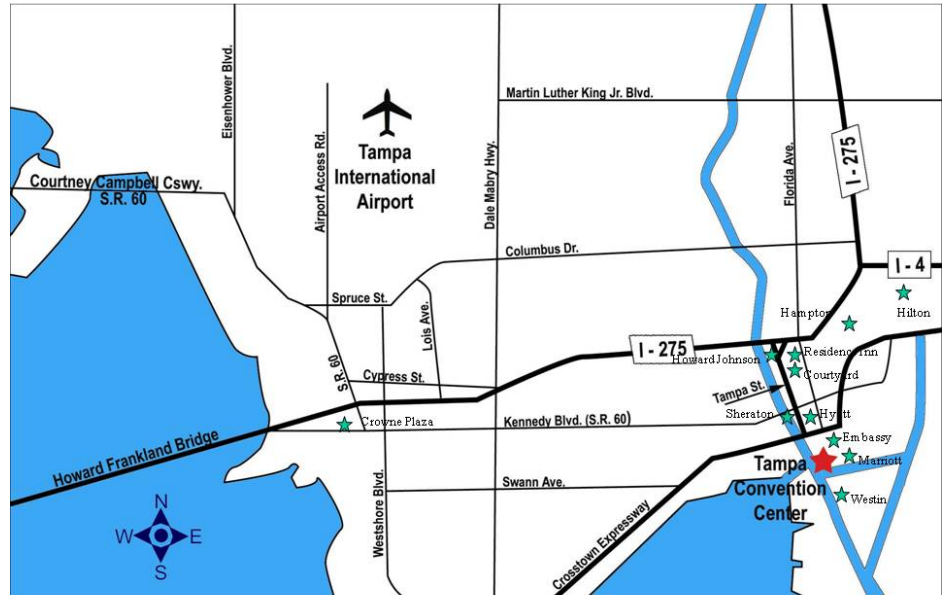 Eisenhower Blvd.
Airport Access Rd.
Tampa
International
Airport
Dale Mabry Hwy.
Martin Luther King Jr. Blvd.
Florida Ave.
I - 275
Courtney Campbell Cswy.
S.R. 60
Columbus Dr.
I - 4
Hilton
Hampton
Spruce St.
Lois Ave.
I - 275
Howard Johnson
Residence Inn
Courtyard
S.R. 60
Cypress St.
Tampa St.
Sheraton
Hyatt
Crowne Plaza
Kennedy Blvd. (S.R. 60)
Embassy
Marriott
Howard Frankland Bridge
Tampa
Convention
Center
Westin
Westshore Blvd.
Swann Ave.
Crosstown Expressway
N
W
E
S